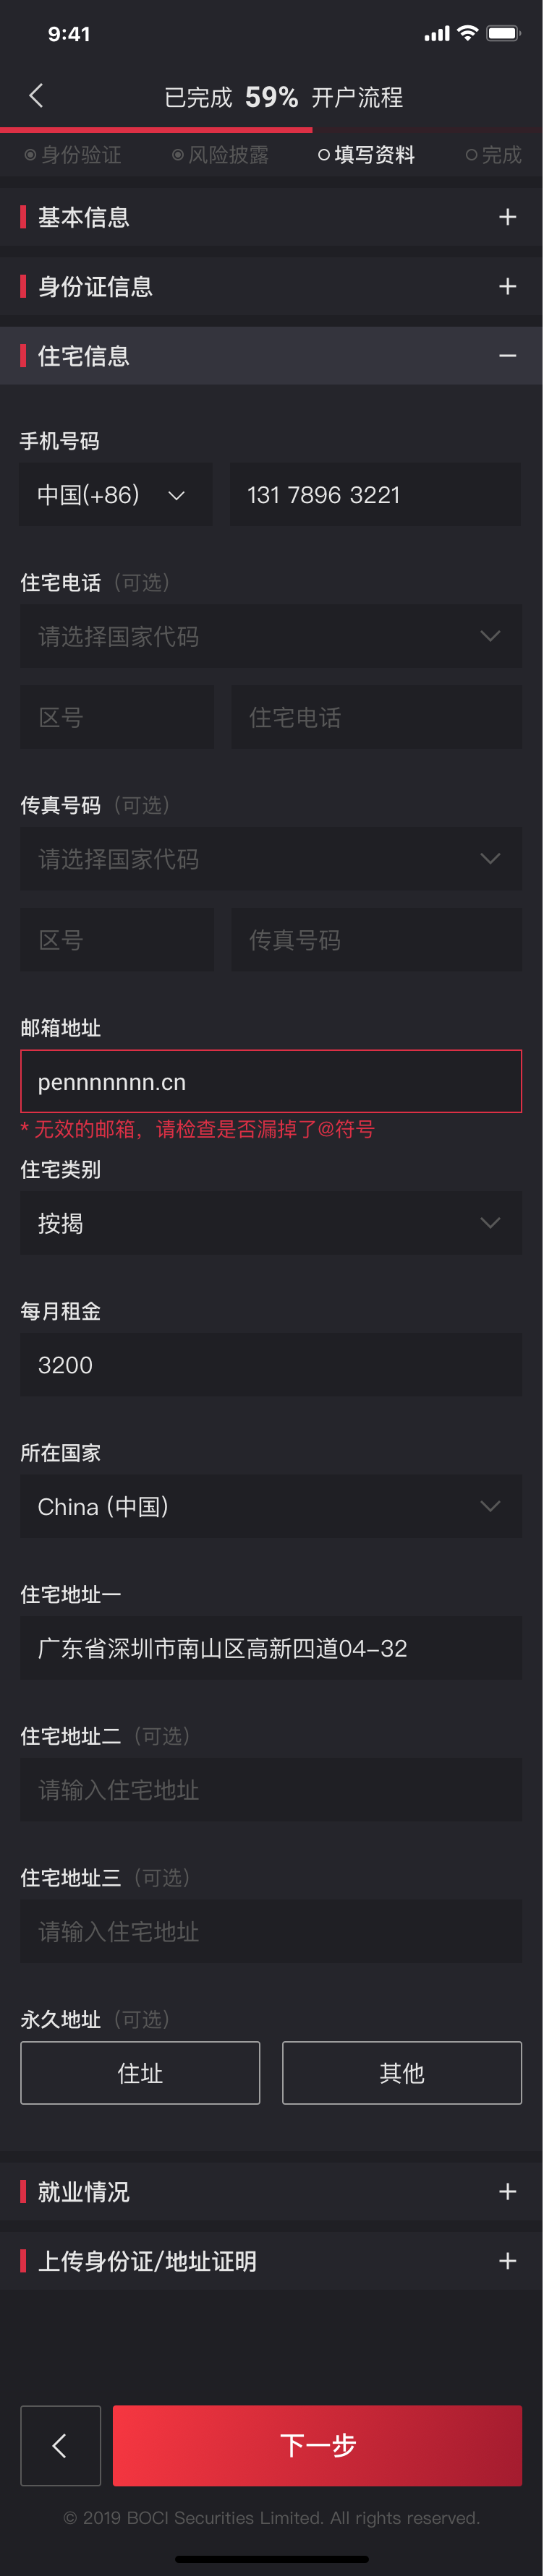 9:41
已完成 59% 开户流程
身份验证 风险披露 填写资料 完成
基本信息
身份证信息
住宅信息
手机号码
中国(+86) 131 7896 3221
住宅电话（可选）
请选择国家代码
区号 住宅电话
传真号码（可选）
请选择国家代码
区号 传真号码
邮箱地址
pennnnnnn.cn
* 无效的邮箱，请检查是否漏掉了@符号
住宅类别
按揭
每月租金
3200
所在国家
China (中国)
住宅地址一
广东省深圳市南山区高新四道04-32
住宅地址二（可选）
请输入住宅地址
住宅地址三（可选）
请输入住宅地址
永久地址（可选）
住址 其他
就业情况
上传身份证/地址证明
下一步
© 2019 BOCI Securities Limited. All rights reserved.